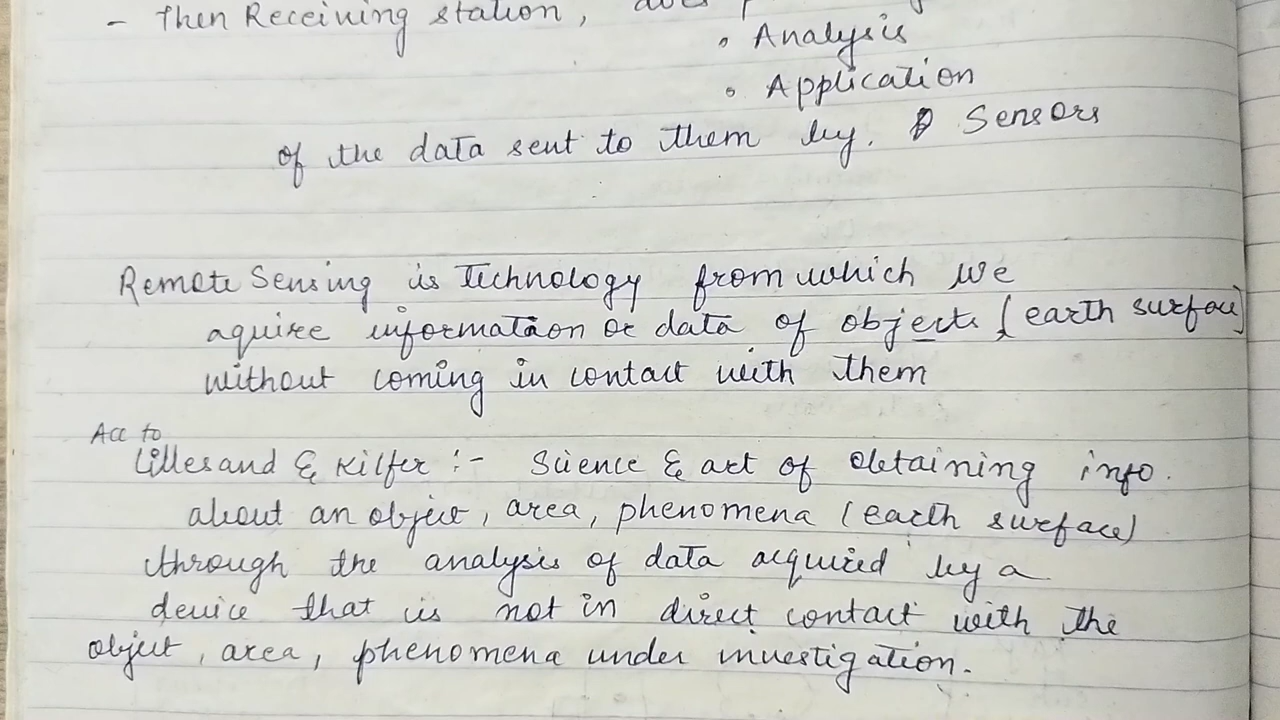 - Then Receiving station, does
• Analysis
• Application
of the data sent to them by. Sensors
Remote Sensing is Technology from which we
aquire information or data of objects (earth surface)
without coming in contact with them
Acc to
Lillesand & Kilfer :- Science & art of obtaining info.
about an object, area, phenomena (earth surface)
through the analysis of data acquired by a
device that is not in direct contact with the
object, area, phenomena under investigation.